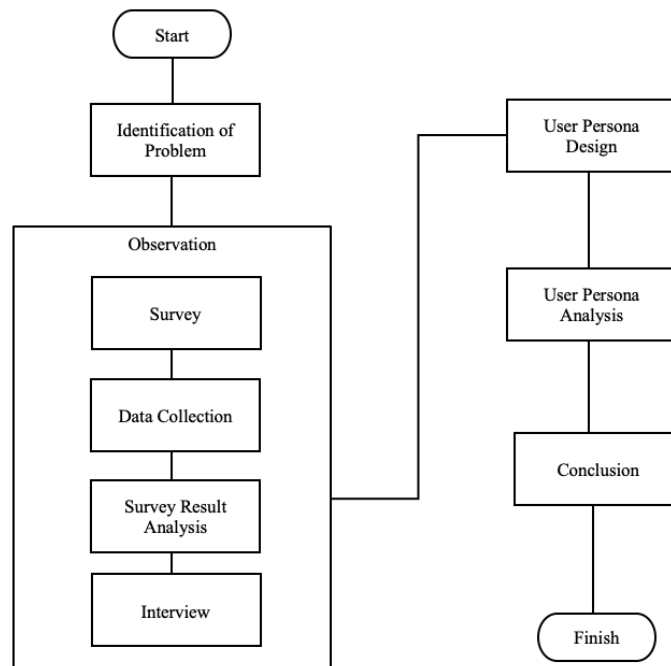 Start
Identification of
Problem
Observation
Survey
Data Collection
Survey Result
Analysis
Interview
User Persona
Design
User Persona
Analysis
Conclusion
Finish